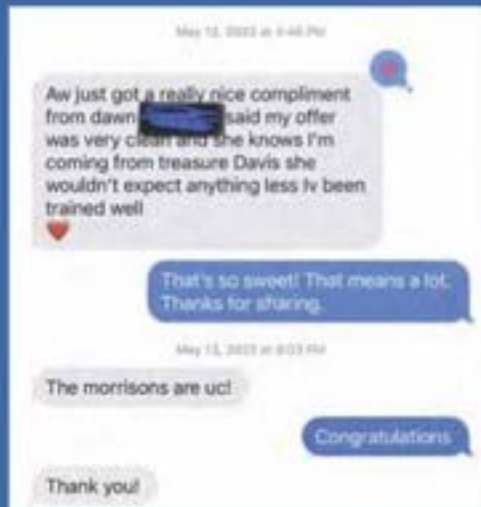 Aw just got a really nice compliment
from dawn said my offer
was very clean and she knows I'm
coming from treasure Davis she
wouldn't expect anything less Iv been
trained well
❤️
That's so sweet! That means a lot.
Thanks for sharing.
The morrisons are uc!
Congratulations
Thank you!